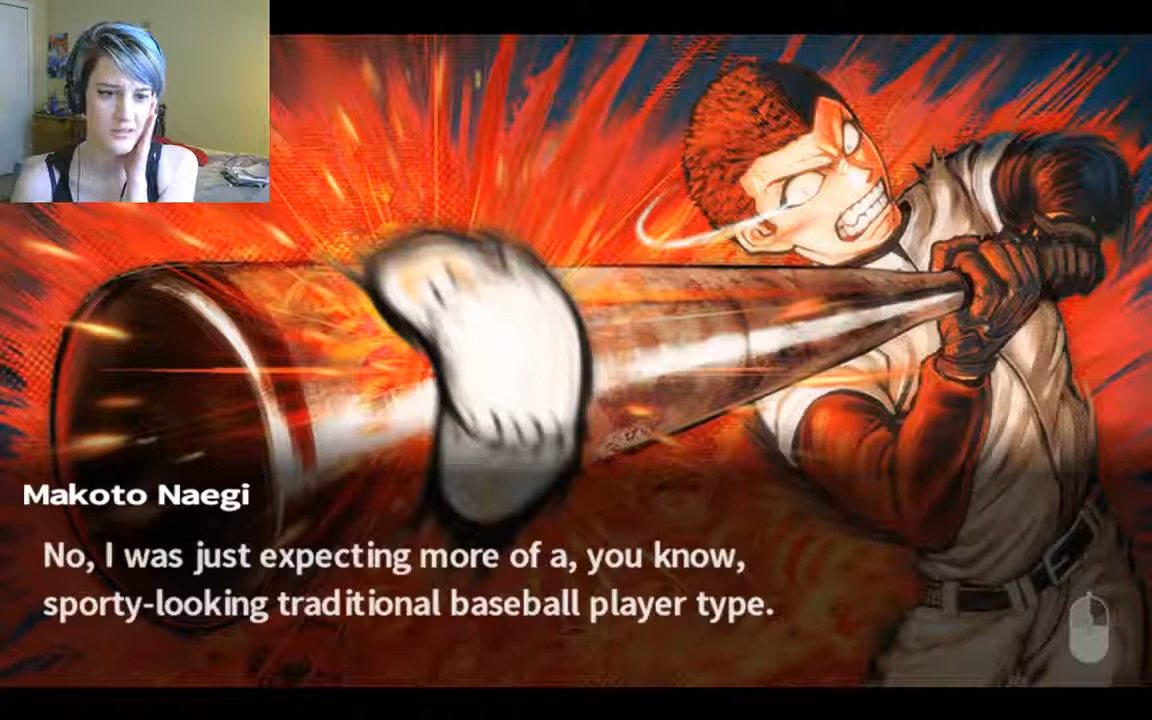 Makoto Naegi
No, I was just expecting more of a, you know,
sporty-looking traditional baseball player type.